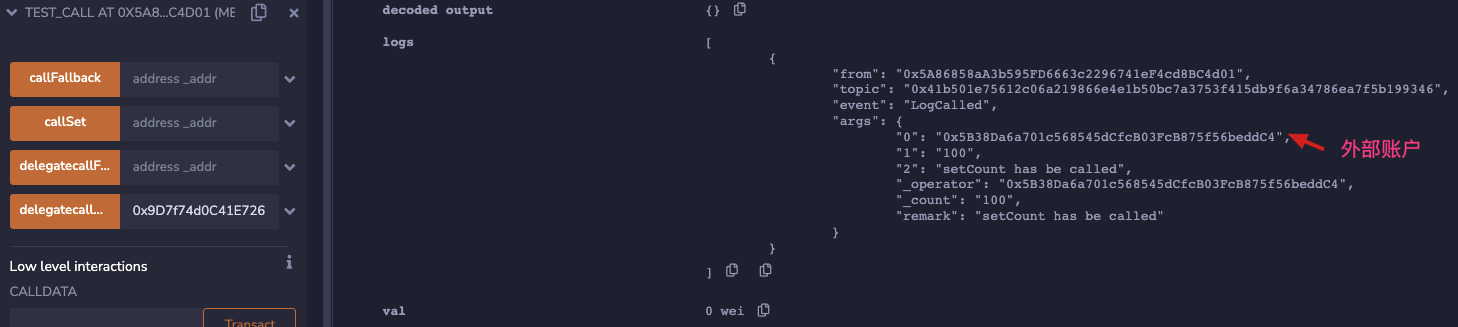 TEST_CALL AT 0X5A8...C4D01 (ME
callFallback
address _addr
callSet
address _addr
delegatecallF...
address _addr
delegatecall...
0x9D7f74d0C41E726
Low level interactions
CALLDATA
Transact
decoded output
{}
logs
[
{
"from": "0x5A86858aA3b595FD6663c2296741eF4cd8BC4d01",
"topic": "0x41b501e75612c06a219866e4e1b50bc7a3753f415db9f6a34786ea7f5b199346",
"event": "LogCalled",
"args": {
"0": "0x5B38Da6a701c568545dCfcB03FcB875f56beddC4",
外部账户
"1": "100",
"2": "setCount has be called",
"_operator": "0x5B38Da6a701c568545dCfcB03FcB875f56beddC4",
"_count": "100",
"remark": "setCount has be called"
}
}
]
val
0 wei